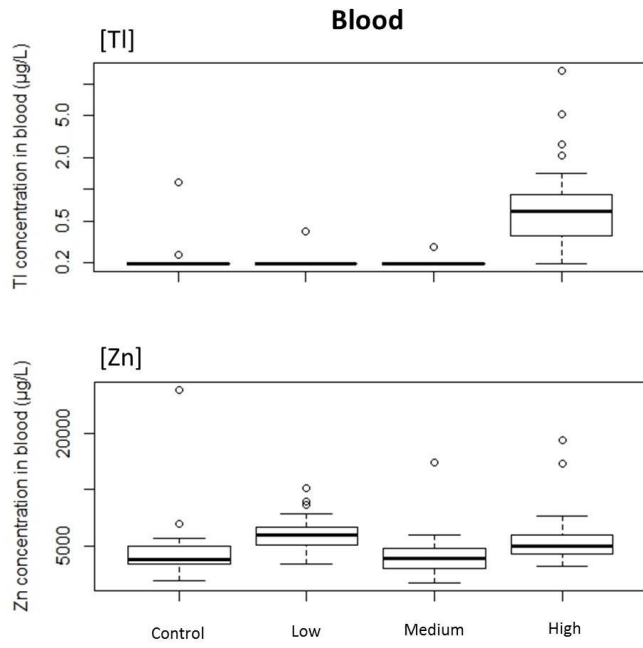 Blood
[Tl]
Tl concentration in blood (µg/L)
5.0
2.0
0.5
0.2
[Zn]
Zn concentration in blood (µg/L)
20000
5000
Control Low Medium High